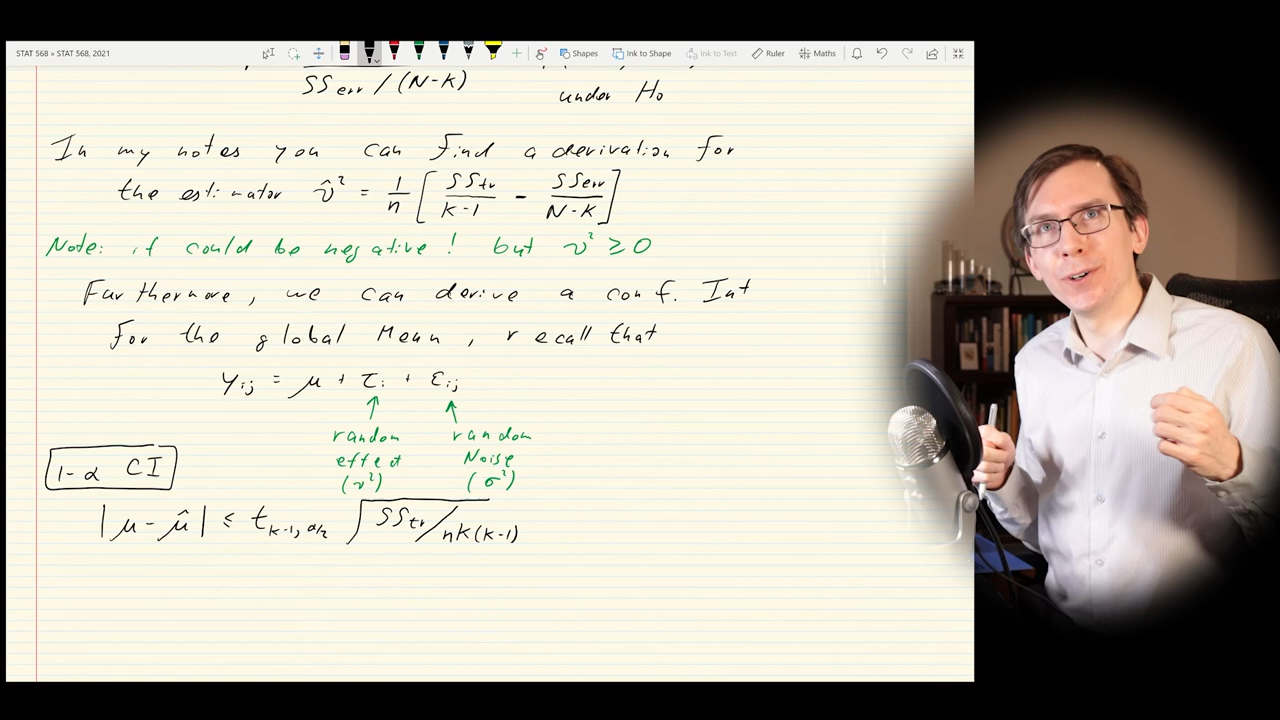 STAT 568 » STAT 568, 2021
Shapes Ink to Shape Ink to Text Ruler Maths
SSerr / (N-K)
under H₀
In my notes you can find a derivation for
the estimator ν̂² = 1/n [ SStr/K-1 - SSerr/N-K ]
Note: it could be negative! but ν² ≥ 0
Furthermore, we can derive a conf. Int
For the global Mean, recall that
yij = μ + τi + εij
random random
effect Noise
(ν²) (σ²)
1-α CI
|μ - μ̂| ≤ t k-1, α/2 √ SStr/nK(K-1)